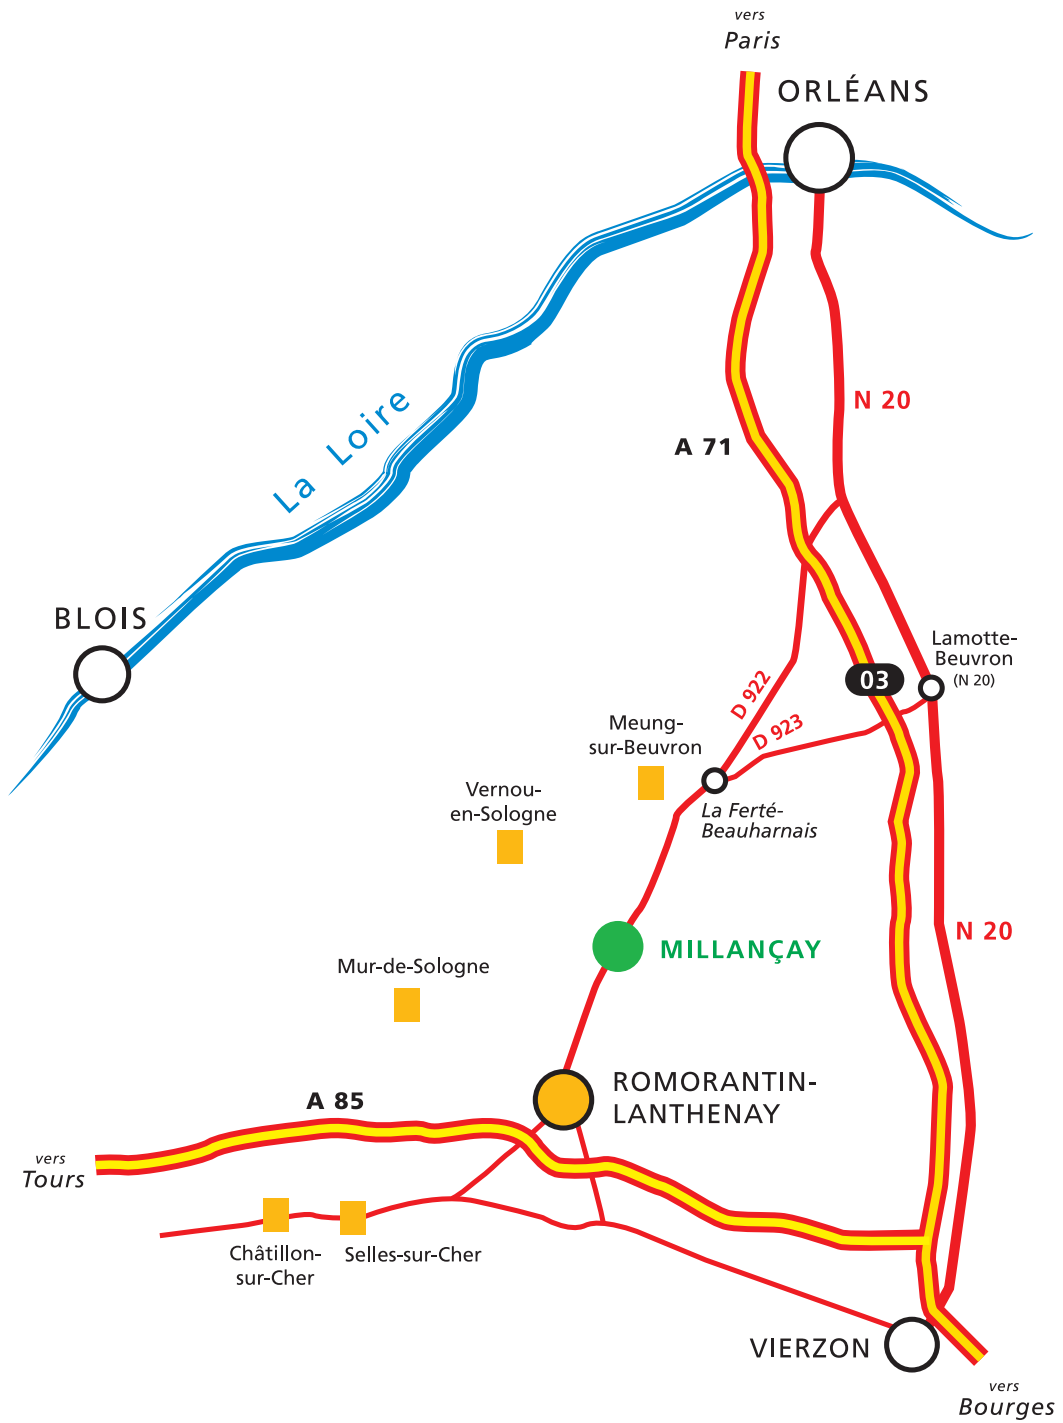 vers
Paris
ORLÉANS
N 20
A 71
La Loire
BLOIS
Lamotte-
Beuvron
(N 20)
03
D 922
D 923
Meung-
sur-Beuvron
Vernou-
en-Sologne
La Ferté-
Beauharnais
N 20
MILLANÇAY
Mur-de-Sologne
ROMORANTIN-
LANTHENAY
A 85
vers
Tours
Châtillon-
sur-Cher
Selles-sur-Cher
VIERZON
vers
Bourges